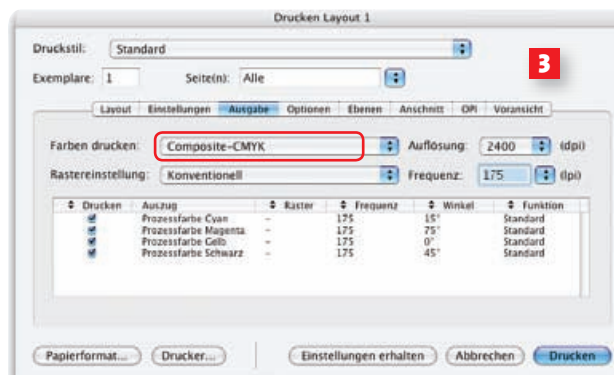 Drucken Layout 1
Druckstil: Standard
3
Exemplare: 1 Seite(n): Alle
Layout Einstellungen Ausgabe Optionen Ebenen Anschnitt OPI Voransicht
Farben drucken: Composite-CMYK Auflösung: 2400 (dpi)
Rastereinstellung: Konventionell Frequenz: 175 (lpi)
Drucken Auszug Raster Frequenz Winkel Funktion
Prozessfarbe Cyan – 175 15° Standard
Prozessfarbe Magenta – 175 75° Standard
Prozessfarbe Gelb – 175 0° Standard
Prozessfarbe Schwarz – 175 45° Standard
Papierformat... Drucker... Einstellungen erhalten Abbrechen Drucken